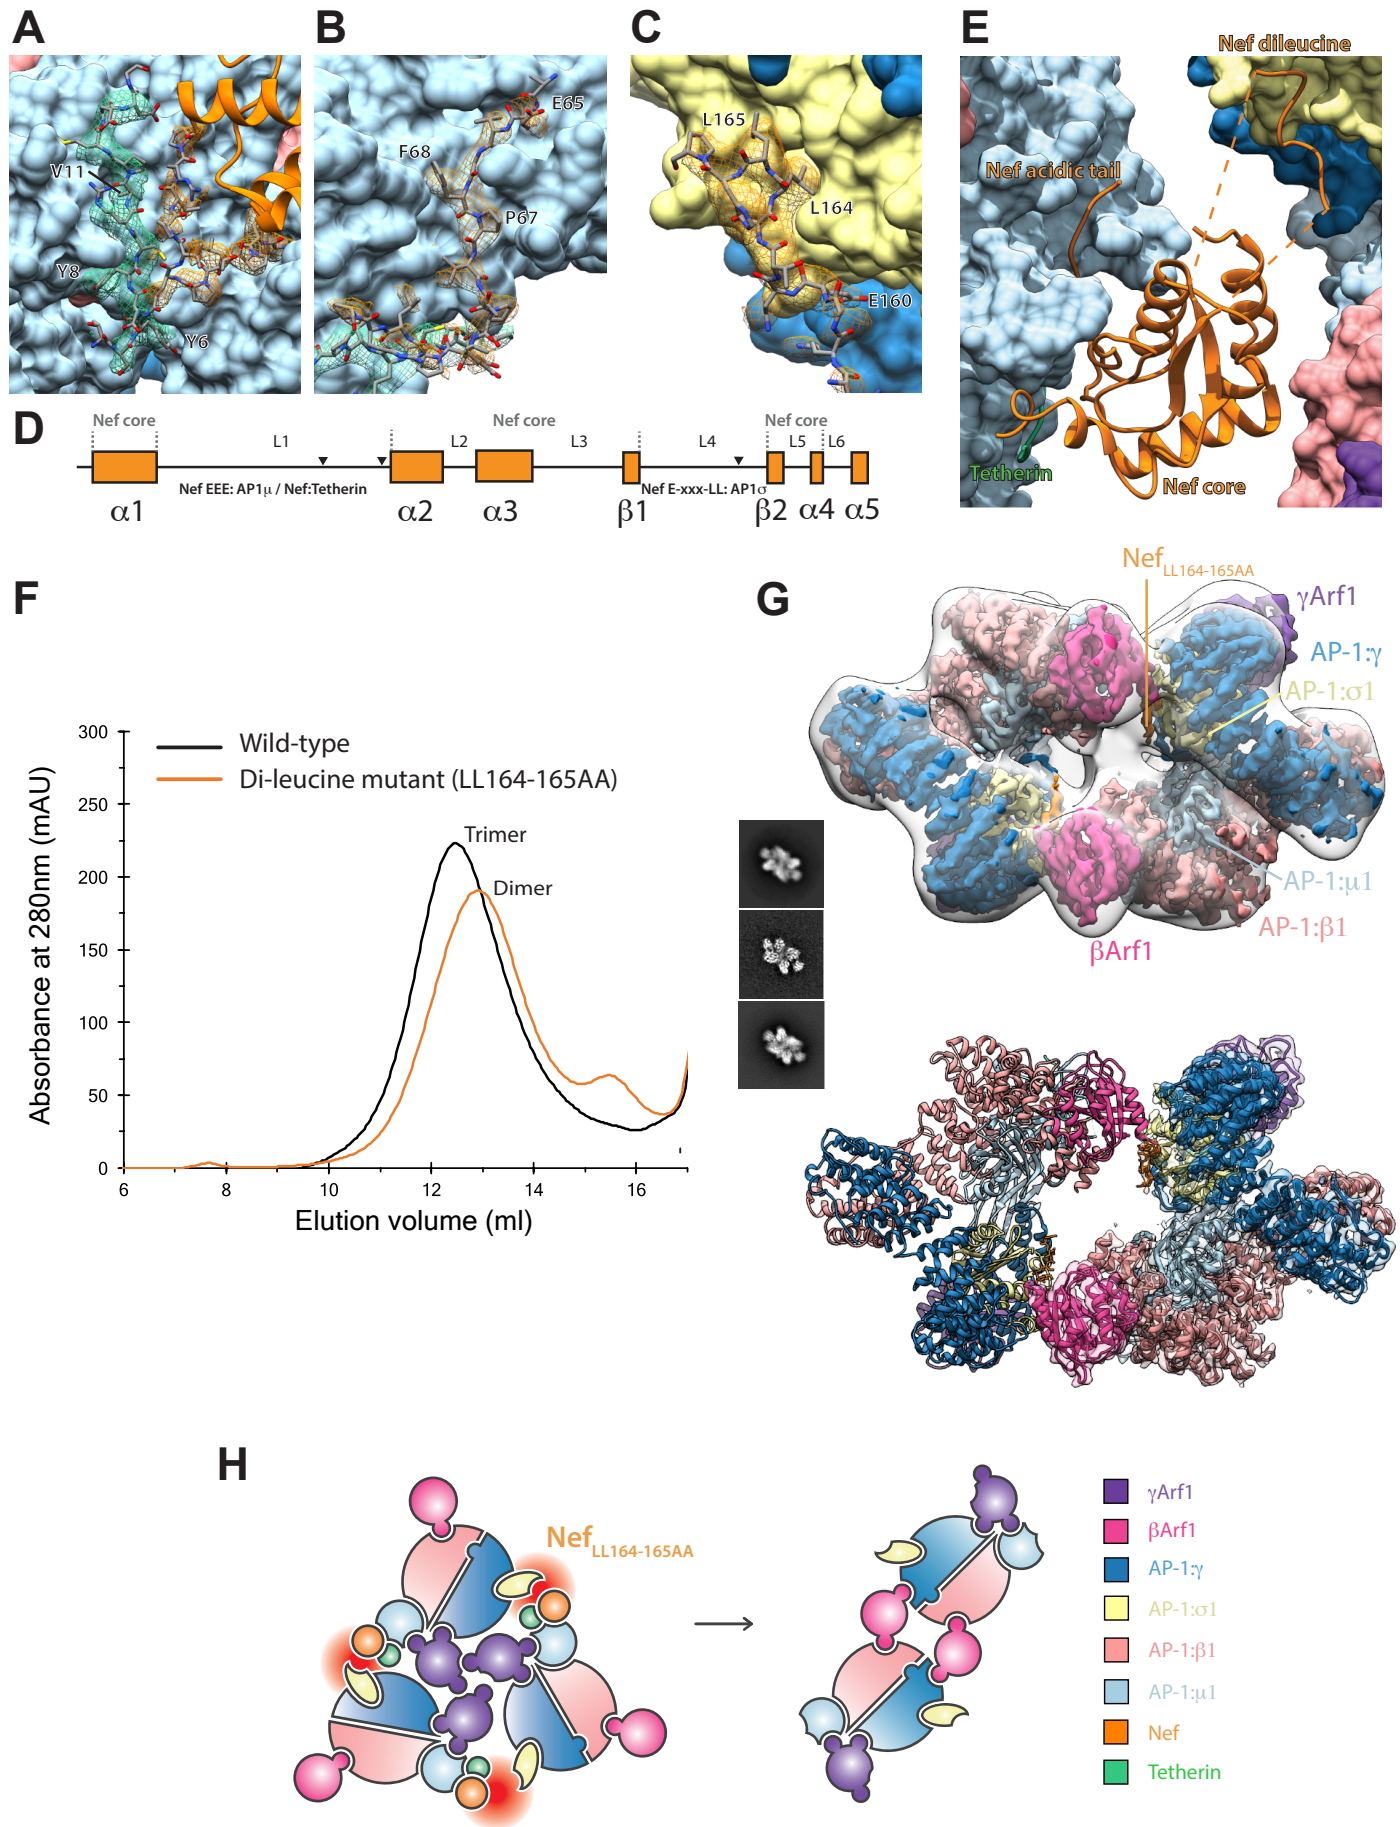 A
V11
Y8
Y6
B
E65
F68
P67
C
L165
L164
E160
E
Nef dileucine
Nef acidic tail
Tetherin
Nef core
D
Nef core
Nef core
Nef core
L1
L2
L3
L4
L5
L6
Nef EEE: AP1μ / Nef:Tetherin
Nef E-xxx-LL: AP1σ
α1
α2
α3
β1
β2
α4
α5
F
Wild-type
Di-leucine mutant (LL164-165AA)
Trimer
Dimer
Absorbance at 280nm (mAU)
300
250
200
150
100
50
0
6
8
10
12
14
16
Elution volume (ml)
G
Nef LL164-165AA
γArf1
AP-1:γ
AP-1:σ1
AP-1:μ1
AP-1:β1
βArf1
H
Nef LL164-165AA
γArf1
βArf1
AP-1:γ
AP-1:σ1
AP-1:β1
AP-1:μ1
Nef
Tetherin